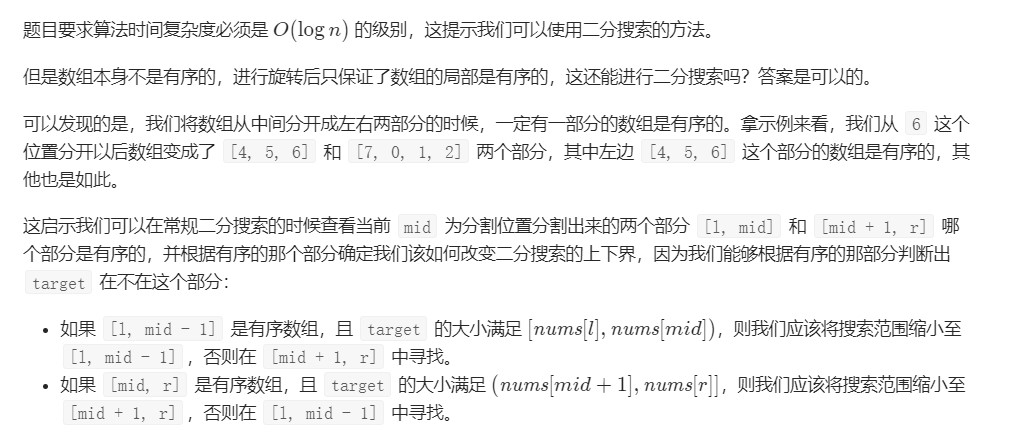 题目要求算法时间复杂度必须是 O(log n) 的级别，这提示我们可以使用二分搜索的方法。
但是数组本身不是有序的，进行旋转后只保证了数组的局部是有序的，这还能进行二分搜索吗？答案是可以的。
可以发现的是，我们将数组从中间分开成左右两部分的时候，一定有一部分的数组是有序的。拿示例来看，我们从 6 这个
位置分开以后数组变成了 [4, 5, 6] 和 [7, 0, 1, 2] 两个部分，其中左边 [4, 5, 6] 这个部分的数组是有序的，其
他也是如此。
这启示我们可以在常规二分搜索的时候查看当前 mid 为分割位置分割出来的两个部分 [l, mid] 和 [mid + 1, r] 哪
个部分是有序的，并根据有序的那个部分确定我们该如何改变二分搜索的上下界，因为我们能够根据有序的那部分判断出
target 在不在这个部分：
• 如果 [l, mid - 1] 是有序数组，且 target 的大小满足 [nums[l], nums[mid])，则我们应该将搜索范围缩小至
[l, mid - 1]，否则在 [mid + 1, r] 中寻找。
• 如果 [mid, r] 是有序数组，且 target 的大小满足 (nums[mid + 1], nums[r]]，则我们应该将搜索范围缩小至
[mid + 1, r]，否则在 [l, mid - 1] 中寻找。